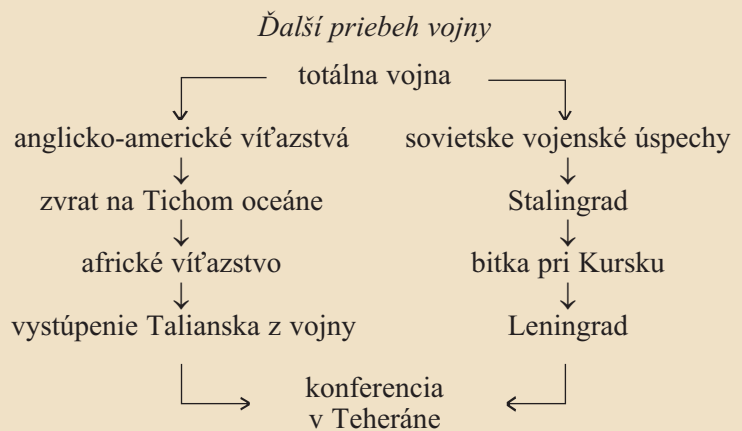 Ďalší priebeh vojny
totálna vojna
anglicko-americké víťazstvá
sovietske vojenské úspechy
zvrat na Tichom oceáne
Stalingrad
africké víťazstvo
bitka pri Kursku
vystúpenie Talianska z vojny
Leningrad
konferencia
v Teheráne